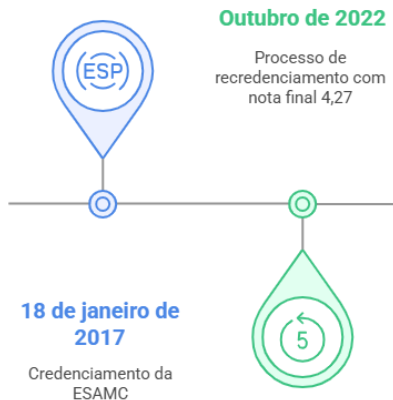 Outubro de 2022
ESP
Processo de
recredenciamento com
nota final 4,27
18 de janeiro de
2017
5
Credenciamento da
ESAMC